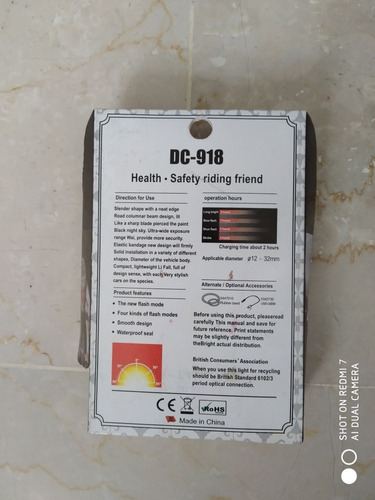 DC-918
Health • Safety riding friend
Direction for Use
Slender shape with a neat edge
Road columnar beam design, lit
Like a sharp blade pierced the paint
Black night sky. Ultra-wide exposure
range Wai, provide more security.
Elastic kandage new design will firmly
Solid installation in a variety of different
shapes, Diameter of the vehicle body.
Compact, lightweight Li Fall, full of
design sense, with each Very stylish
cars on the species.
Product features
• The new flash mode
• Four kinds of flash modes
• Smooth design
• Waterproof seal
operation hours
Charging time about 2 hours
Applicable diameter ø12 - 32mm
Alternate / Optional Accessories
Before using this product, pleaseread
carefully This manual and save for
future reference. Print statements
may be slightly different from
theBright actual distribution.
British Consumers' Association
When you use this light for recycling
should be British Standard 6102/3
period optical connection.
CE
RoHS
Made in China
SHOT ON REDMI 7
AI DUAL CAMERA